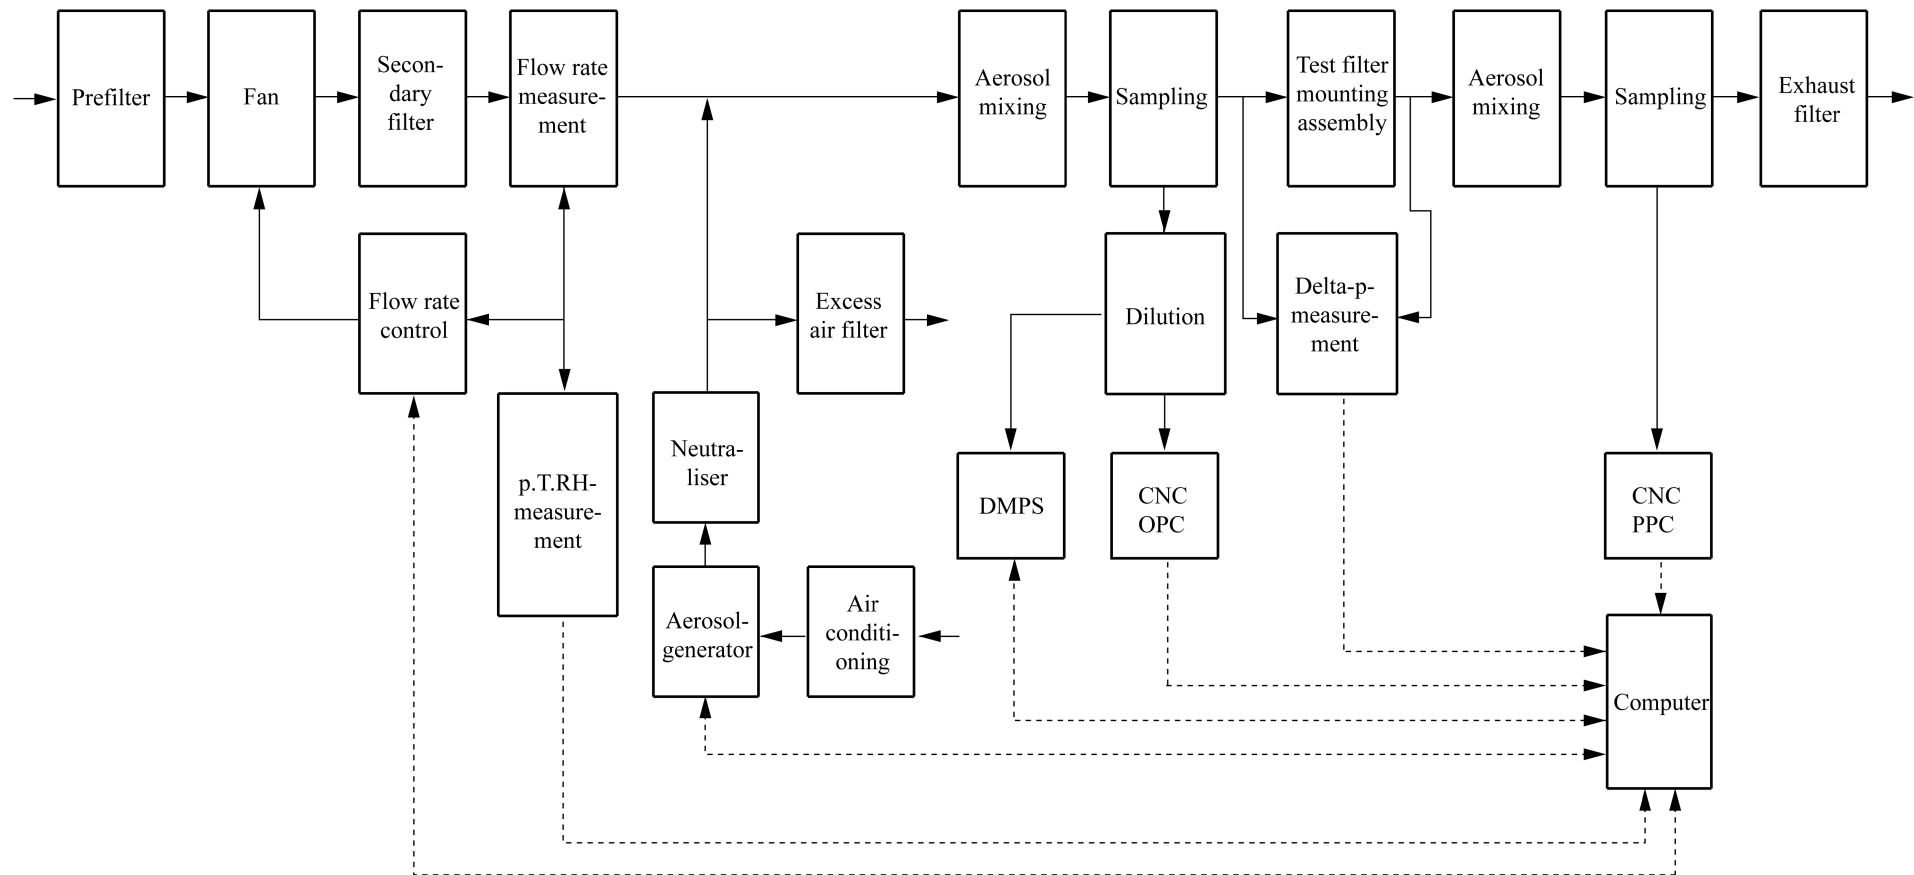 Prefilter
Fan
Secon-
dary
filter
Flow rate
measure-
ment
Aerosol
mixing
Sampling
Test filter
mounting
assembly
Aerosol
mixing
Sampling
Exhaust
filter
Flow rate
control
Excess
air filter
Dilution
Delta-p-
measure-
ment
p.T.RH-
measure-
ment
Neutra-
liser
DMPS
CNC
OPC
CNC
PPC
Aerosol-
generator
Air
conditi-
oning
Computer